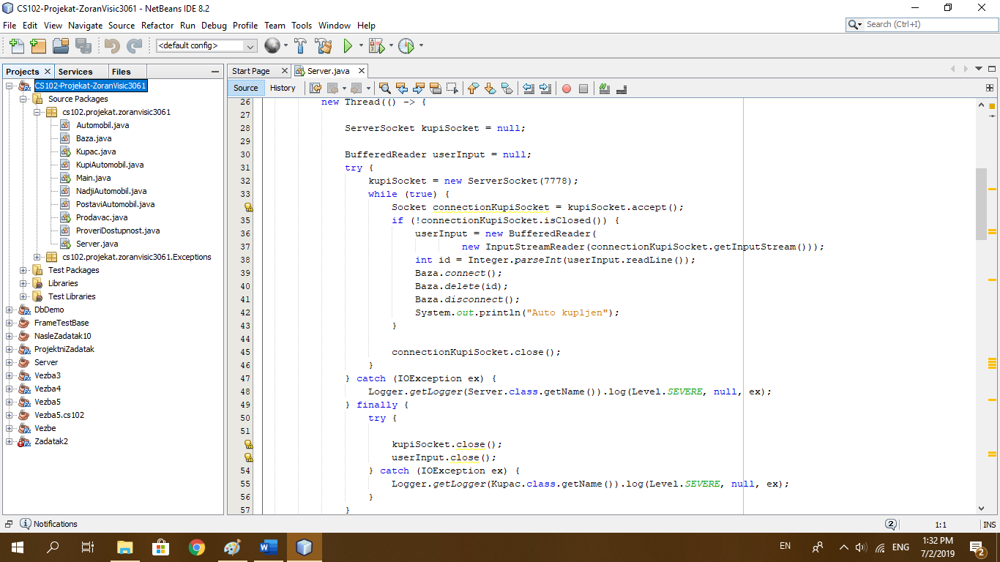 CS102-Projekat-ZoranVisic3061 - NetBeans IDE 8.2
File Edit View Navigate Source Refactor Run Debug Profile Team Tools Window Help
Search (Ctrl+I)
<default config>
Projects Services Files
CS102-Projekat-ZoranVisic3061
Source Packages
cs102.projekat.zoranvisic3061
Automobil.java
Baza.java
Kupac.java
KupiAutomobil.java
Main.java
NadjiAutomobil.java
PostaviAutomobil.java
Prodavac.java
ProveriDostupnost.java
Server.java
cs102.projekat.zoranvisic3061.Exceptions
Test Packages
Libraries
Test Libraries
DbDemo
FrameTestBase
NasleZadatak10
ProjektniZadatak
Server
Vezba3
Vezba4
Vezba5
Vezba5.cs102
Vezbe
Zadatak2
Start Page Server.java
Source History
26 new Thread(() -> {
27
28 ServerSocket kupiSocket = null;
29
30 BufferedReader userInput = null;
31 try {
32 kupiSocket = new ServerSocket(7778);
33 while (true) {
Socket connectionKupiSocket = kupiSocket.accept();
35 if (!connectionKupiSocket.isClosed()) {
36 userInput = new BufferedReader(
37 new InputStreamReader(connectionKupiSocket.getInputStream()));
38 int id = Integer.parseInt(userInput.readLine());
39 Baza.connect();
40 Baza.delete(id);
41 Baza.disconnect();
42 System.out.println("Auto kupljen");
43 }
44
45 connectionKupiSocket.close();
46 }
47 } catch (IOException ex) {
48 Logger.getLogger(Server.class.getName()).log(Level.SEVERE, null, ex);
49 } finally {
50 try {
51
kupiSocket.close();
userInput.close();
54 } catch (IOException ex) {
55 Logger.getLogger(Kupac.class.getName()).log(Level.SEVERE, null, ex);
56 }
57 }
Notifications
2 1:1 INS
EN ENG 1:32 PM
7/2/2019 2